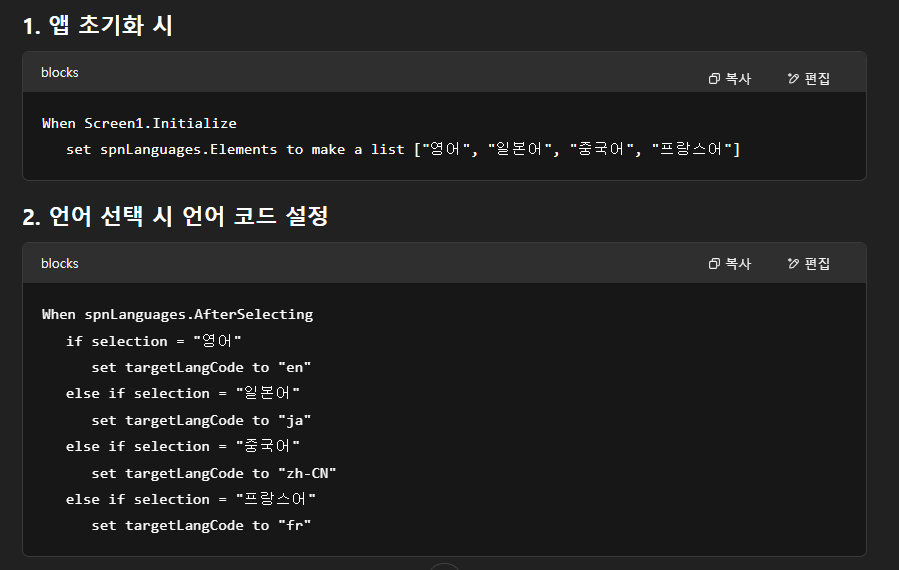 1. 앱 초기화 시
blocks
복사
편집
When Screen1.Initialize
set spnLanguages.Elements to make a list ["영어", "일본어", "중국어", "프랑스어"]
2. 언어 선택 시 언어 코드 설정
blocks
복사
편집
When spnLanguages.AfterSelecting
if selection = "영어"
set targetLangCode to "en"
else if selection = "일본어"
set targetLangCode to "ja"
else if selection = "중국어"
set targetLangCode to "zh-CN"
else if selection = "프랑스어"
set targetLangCode to "fr"